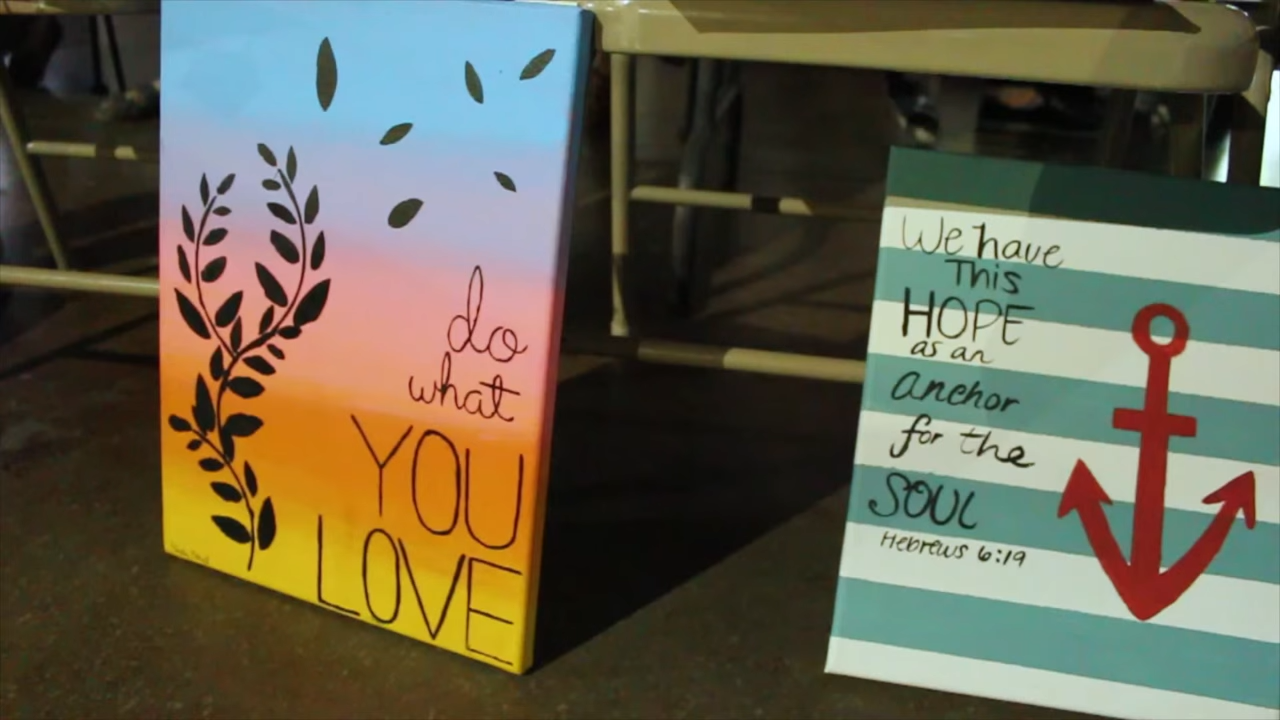 do
what
YOU
LOVE
We have
This
HOPE
as an
anchor
for the
SOUL
Hebrews 6:19